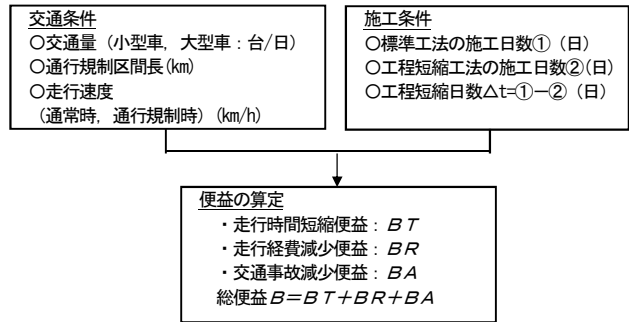 交通条件
○交通量（小型車，大型車：台/日）
○通行規制区間長(km)
○走行速度
(通常時，通行規制時）(km/h)
施工条件
○標準工法の施工日数①（日）
○工程短縮工法の施工日数②(日)
○工程短縮日数△t=①－②（日）
便益の算定
・走行時間短縮便益：BT
・走行経費減少便益：BR
・交通事故減少便益：BA
総便益B＝BT＋BR＋BA